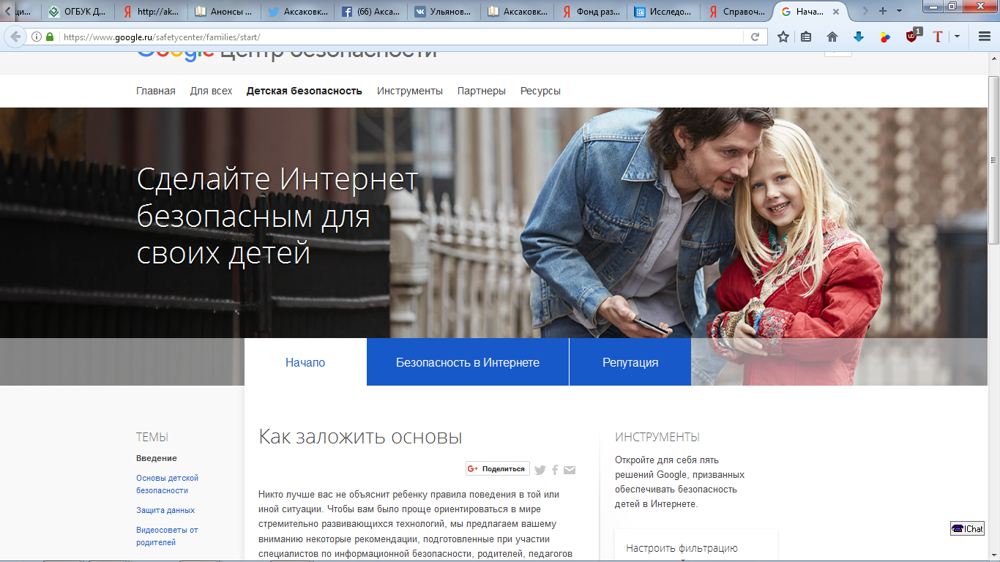 ци...
ОГБУК Д...
http://ak...
Анонсы ...
Аксаковк...
(66) Акса...
Ульянов...
Аксаковк...
Фонд раз...
Исследо...
Справоч...
Нача...
https://www.google.ru/safetycenter/families/start/
1
Google Центр безопасности
Главная Для всех Детская безопасность Инструменты Партнеры Ресурсы
Сделайте Интернет
безопасным для
своих детей
Начало Безопасность в Интернете Репутация
ТЕМЫ
Введение
Основы детской
безопасности
Защита данных
Видеосоветы от
родителей
Как заложить основы
G+ Поделиться
Никто лучше вас не объяснит ребенку правила поведения в той или
иной ситуации. Чтобы вам было проще ориентироваться в мире
стремительно развивающихся технологий, мы предлагаем вашему
вниманию некоторые рекомендации, подготовленные при участии
специалистов по информационной безопасности, родителей, педагогов
ИНСТРУМЕНТЫ
Откройте для себя пять
решений Google, призванных
обеспечивать безопасность
детей в Интернете.
Настроить фильтрацию
IChat